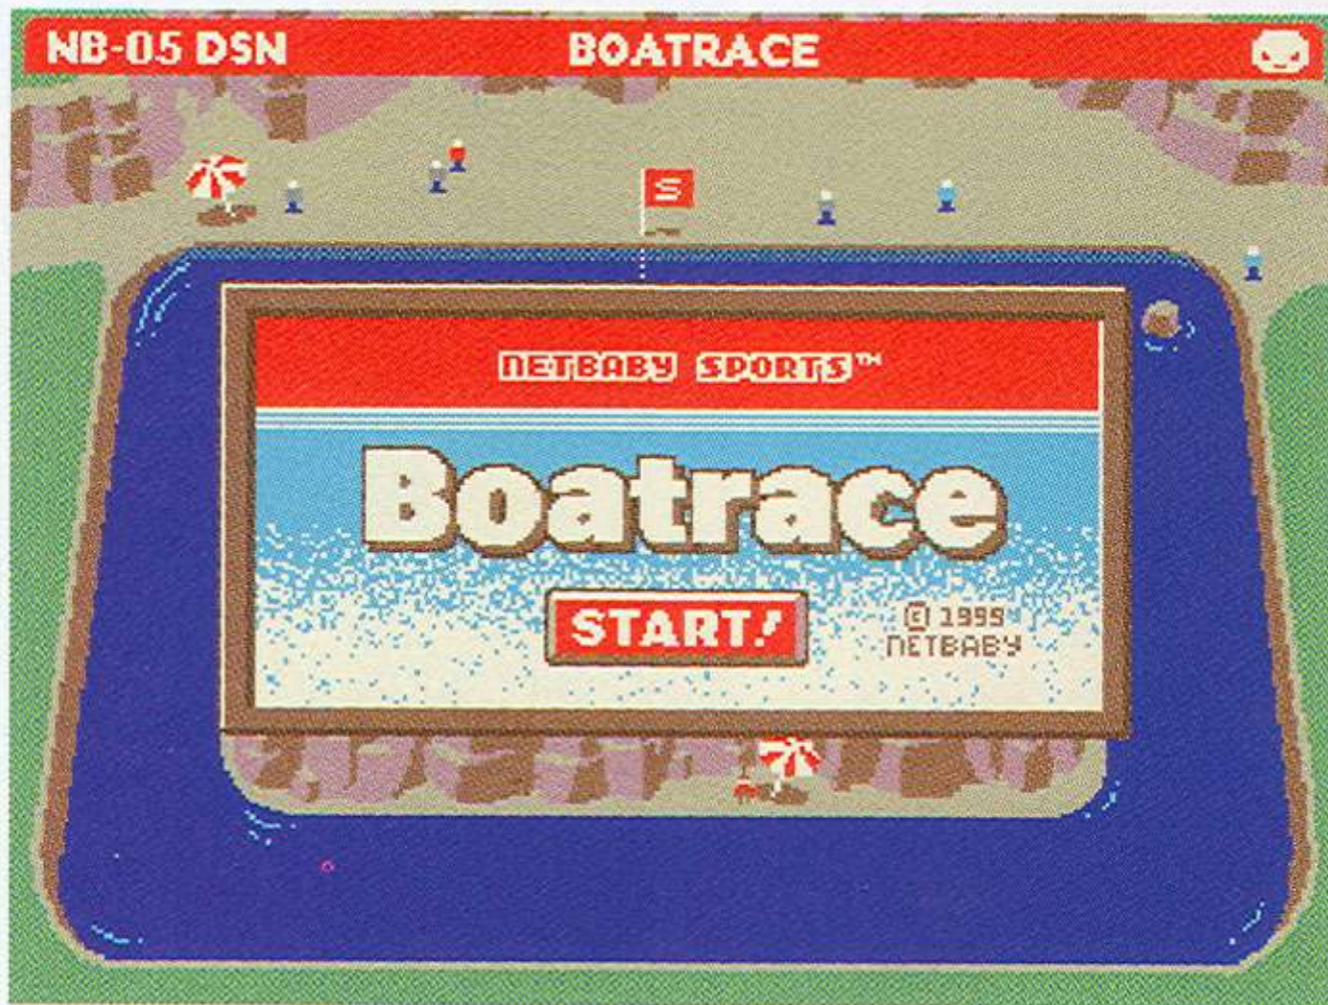 NB-05 DSN BOATRACE
S
NETBABY SPORTS™
Boatrace
START!
© 1999
NETBABY